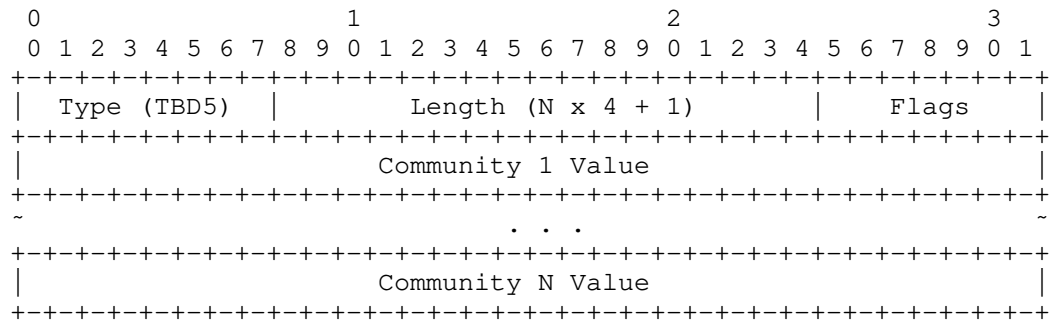 0                   1                   2                   3
 0 1 2 3 4 5 6 7 8 9 0 1 2 3 4 5 6 7 8 9 0 1 2 3 4 5 6 7 8 9 0 1
+-+-+-+-+-+-+-+-+-+-+-+-+-+-+-+-+-+-+-+-+-+-+-+-+-+-+-+-+-+-+-+-+
|  Type (TBD5)  |        Length (N x 4 + 1)       |    Flags    |
+-+-+-+-+-+-+-+-+-+-+-+-+-+-+-+-+-+-+-+-+-+-+-+-+-+-+-+-+-+-+-+-+
|                      Community 1 Value                        |
+-+-+-+-+-+-+-+-+-+-+-+-+-+-+-+-+-+-+-+-+-+-+-+-+-+-+-+-+-+-+-+-+
~                              . . .                            ~
+-+-+-+-+-+-+-+-+-+-+-+-+-+-+-+-+-+-+-+-+-+-+-+-+-+-+-+-+-+-+-+-+
|                      Community N Value                        |
+-+-+-+-+-+-+-+-+-+-+-+-+-+-+-+-+-+-+-+-+-+-+-+-+-+-+-+-+-+-+-+-+